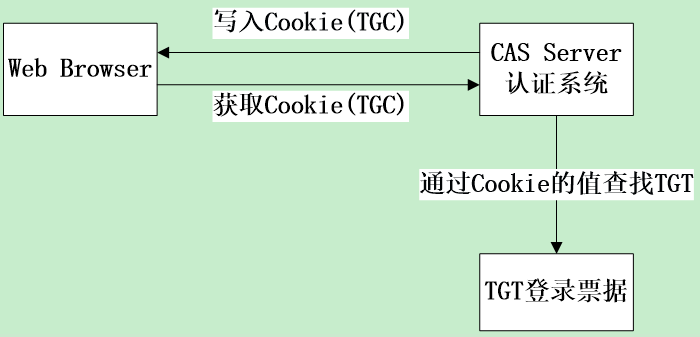 写入Cookie(TGC)
Web Browser
CAS Server
认证系统
获取Cookie(TGC)
通过Cookie的值查找TGT
TGT登录票据